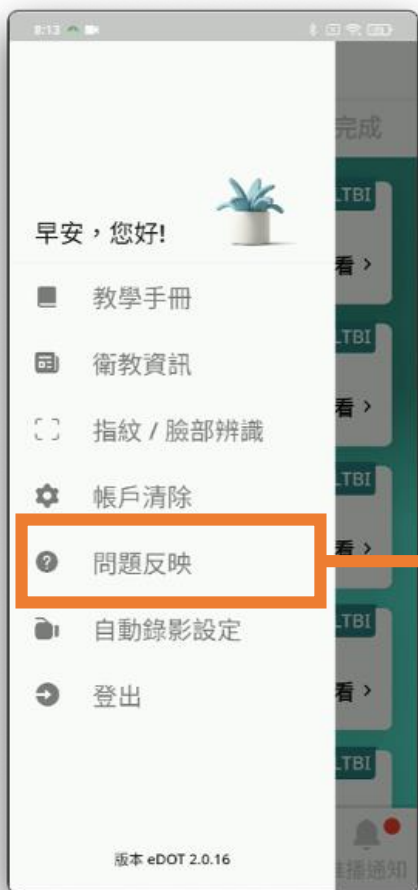 8:13
完成
LTBI
早安，您好!
看 ›
教學手冊
LTBI
衛教資訊
看 ›
指紋 / 臉部辨識
LTBI
帳戶清除
看 ›
問題反映
LTBI
自動錄影設定
看 ›
登出
LTBI
版本 eDOT 2.0.16
推播通知